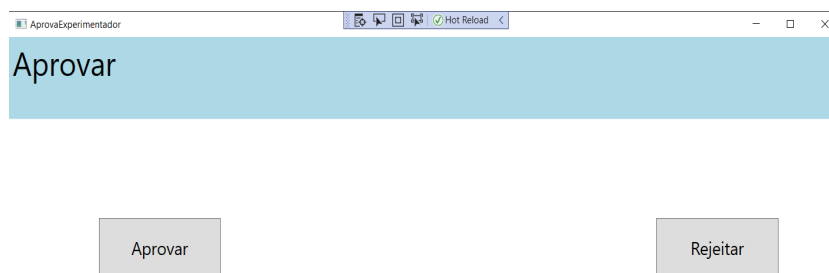 AprovaExperimentador
Hot Reload
Aprovar
Aprovar
Rejeitar